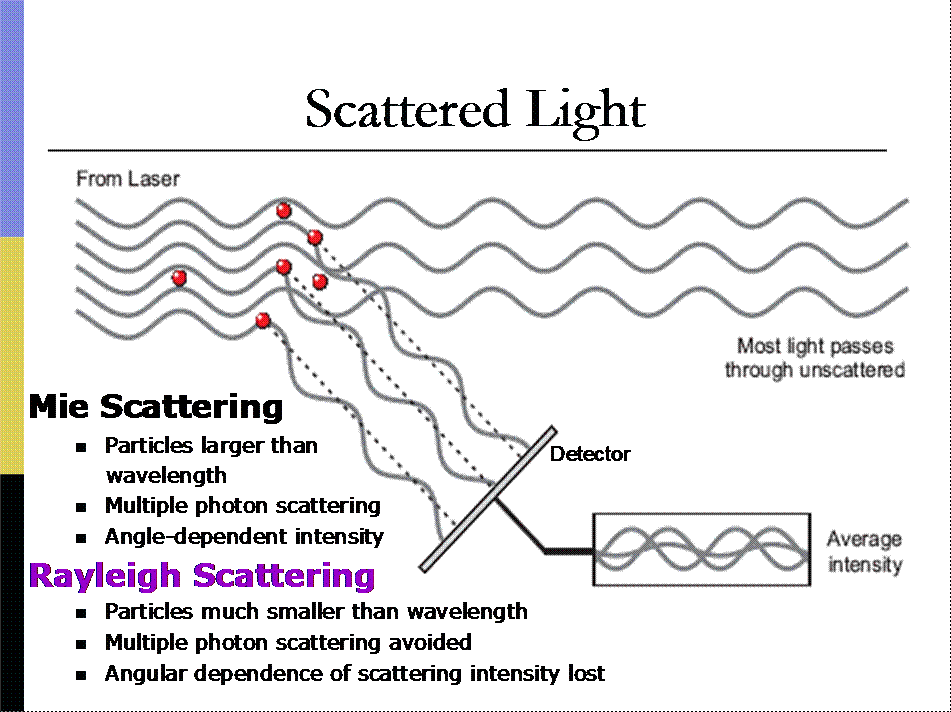 Scattered Light
From Laser
Most light passes
through unscattered
Mie Scattering
Particles larger than
wavelength
Multiple photon scattering
Angle-dependent intensity
Detector
Average
intensity
Rayleigh Scattering
Particles much smaller than wavelength
Multiple photon scattering avoided
Angular dependence of scattering intensity lost